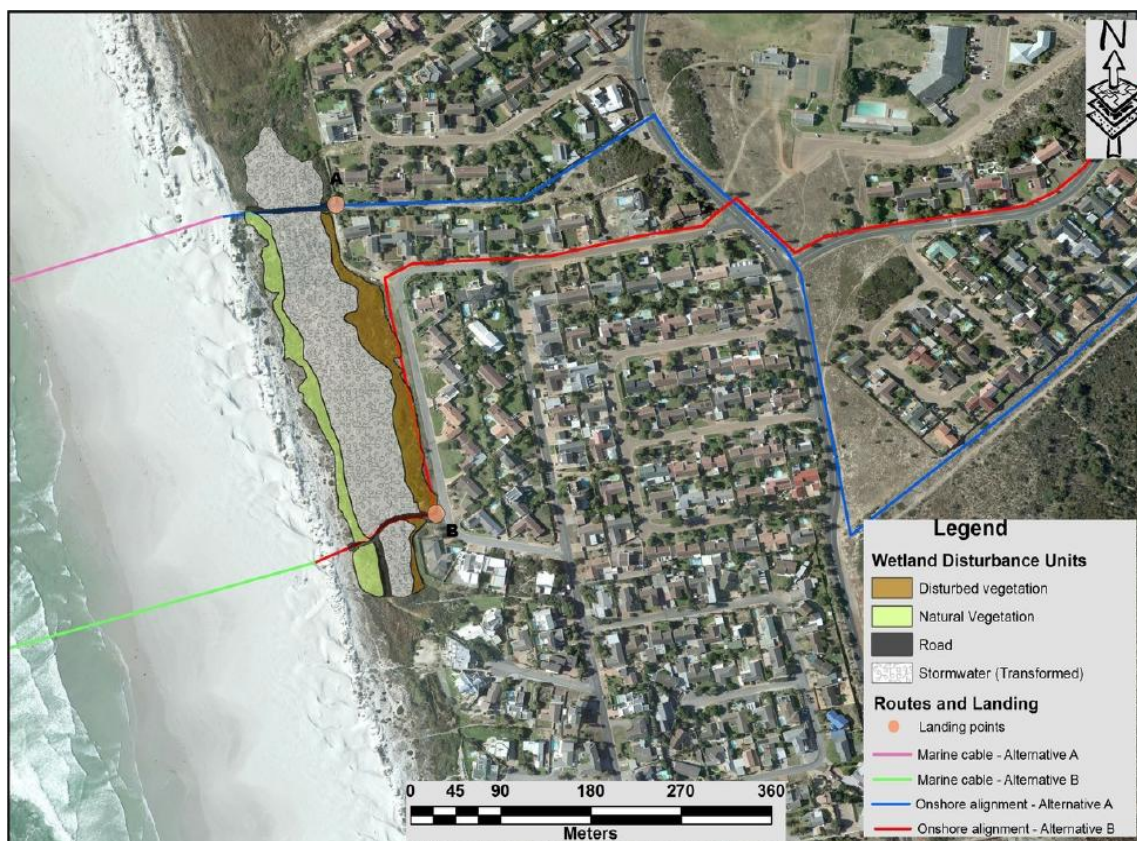 N
A
B
Legend
Wetland Disturbance Units
Disturbed vegetation
Natural Vegetation
Road
Stormwater (Transformed)
Routes and Landing
Landing points
Marine cable - Alternative A
Marine cable - Alternative B
Onshore alignment - Alternative A
Onshore alignment - Alternative B
0 45 90 180 270 360
Meters